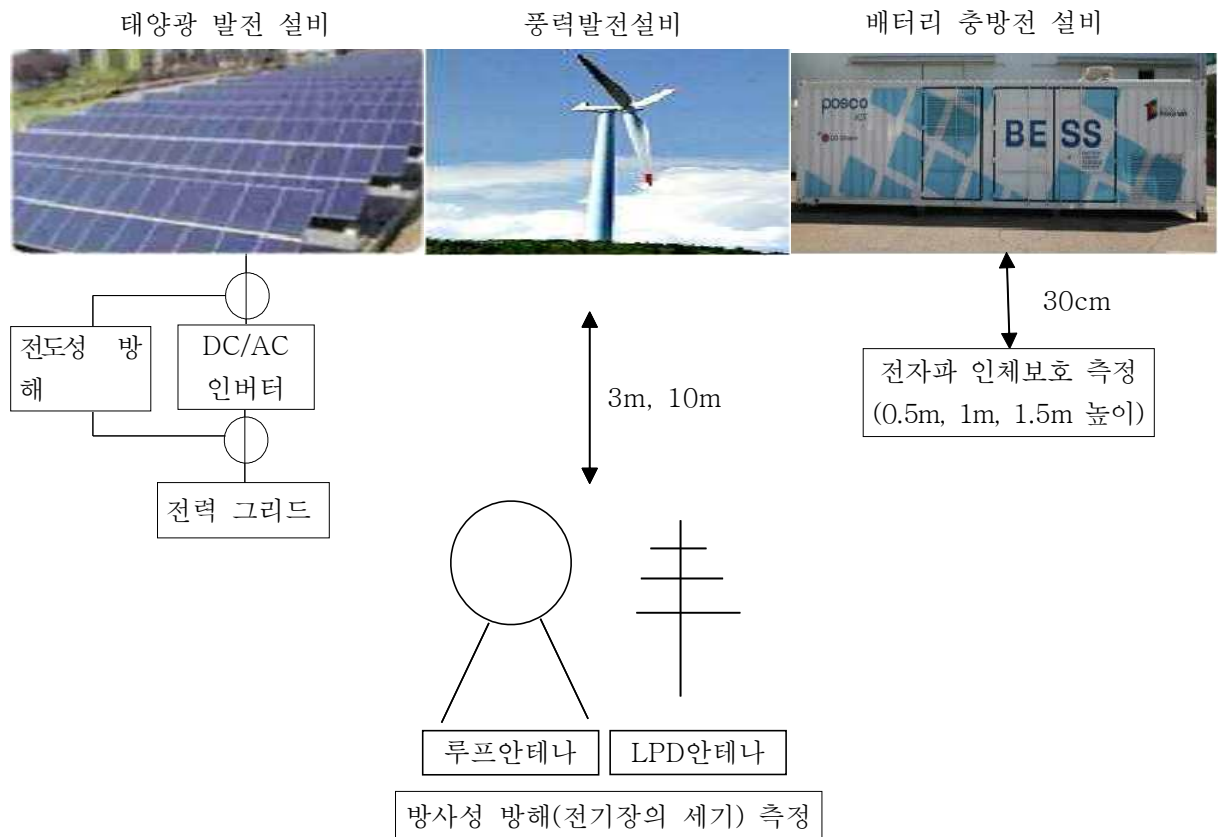 태양광 발전 설비
풍력발전설비
배터리 충방전 설비
posco
BESS
전도성 방
해
DC/AC
인버터
전력 그리드
3m, 10m
30cm
전자파 인체보호 측정
(0.5m, 1m, 1.5m 높이)
루프안테나
LPD안테나
방사성 방해(전기장의 세기) 측정